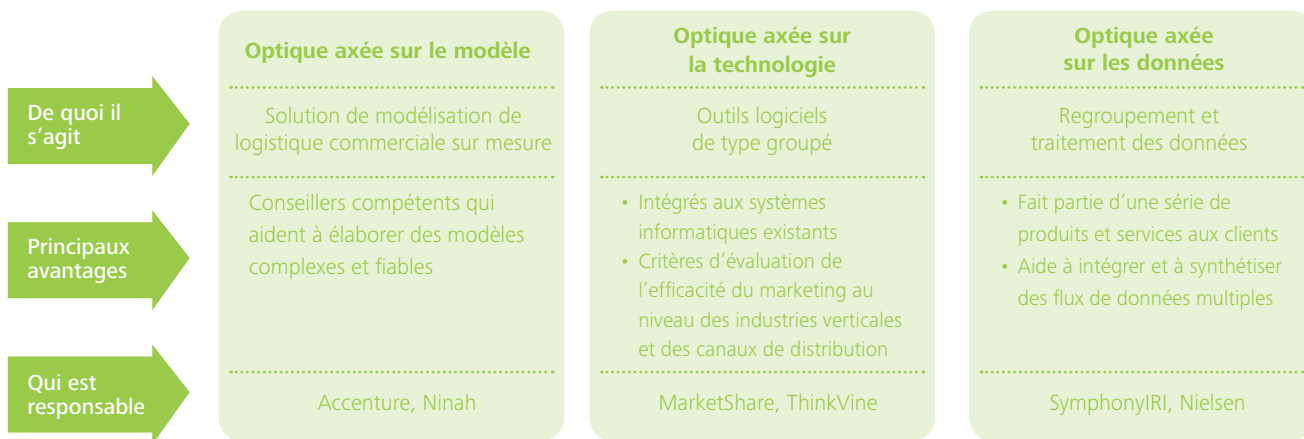 Optique axée sur le modèle
Optique axée sur
la technologie
Optique axée
sur les données
De quoi il
s’agit
Solution de modélisation de
logistique commerciale sur mesure
Outils logiciels
de type groupé
Regroupement et
traitement des données
Principaux
avantages
Conseillers compétents qui
aident à élaborer des modèles
complexes et fiables
• Intégrés aux systèmes
informatiques existants
• Critères d’évaluation de
l’efficacité du marketing au
niveau des industries verticales
et des canaux de distribution
• Fait partie d’une série de
produits et services aux clients
• Aide à intégrer et à synthétiser
des flux de données multiples
Qui est
responsable
Accenture, Ninah
MarketShare, ThinkVine
SymphonyIRI, Nielsen